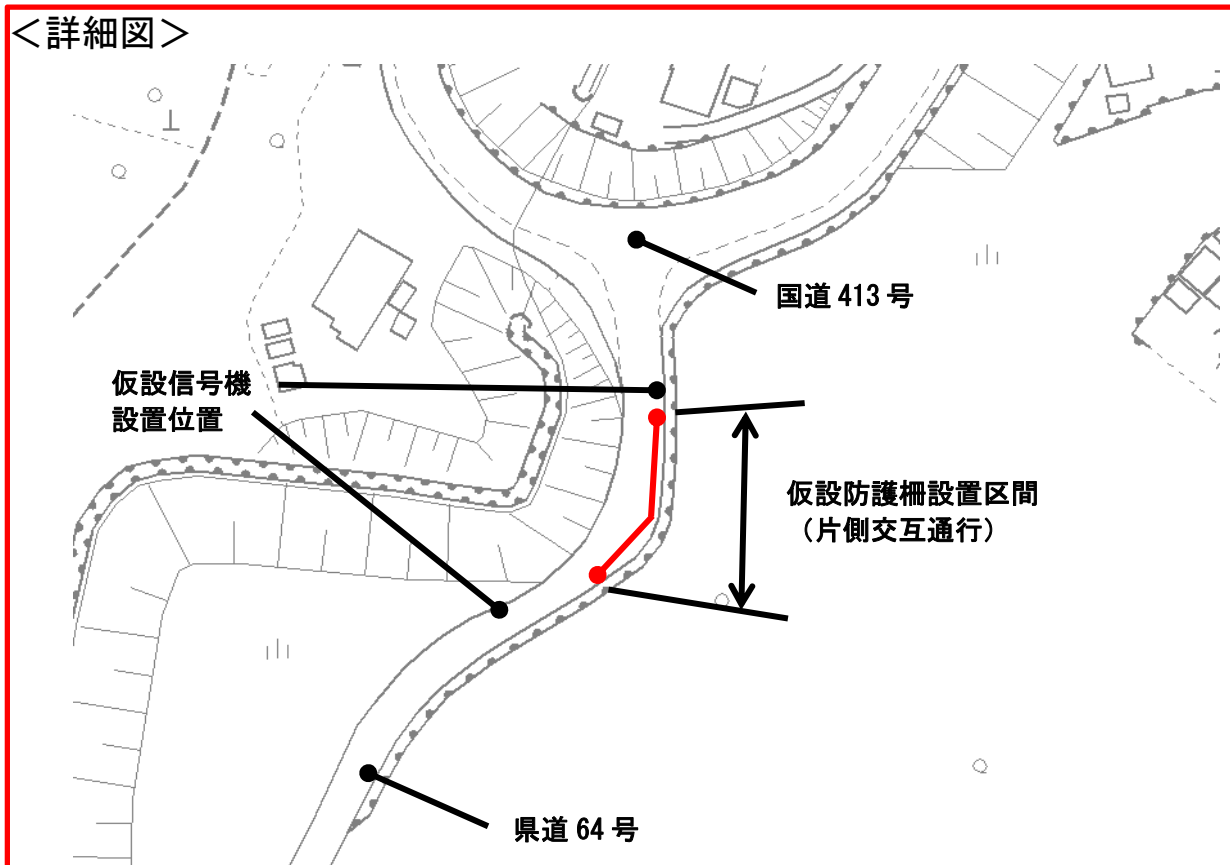 ＜詳細図＞
国道 413 号
仮設信号機
設置位置
仮設防護柵設置区間
（片側交互通行）
県道 64 号